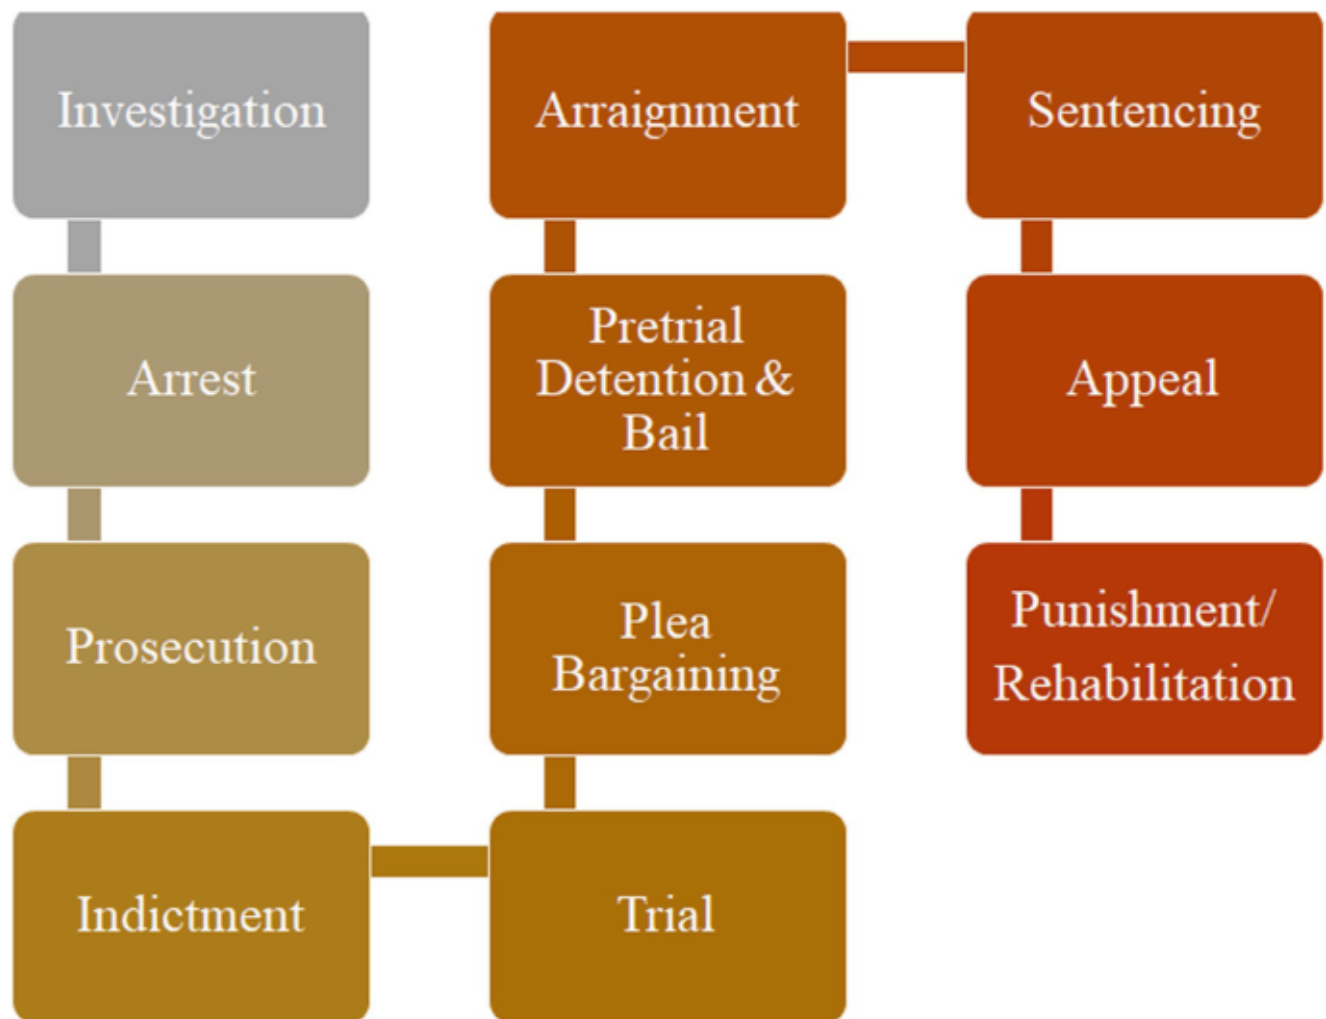 Investigation
Arrest
Prosecution
Indictment
Arraignment
Pretrial
Detention &
Bail
Plea
Bargaining
Trial
Sentencing
Appeal
Punishment/
Rehabilitation